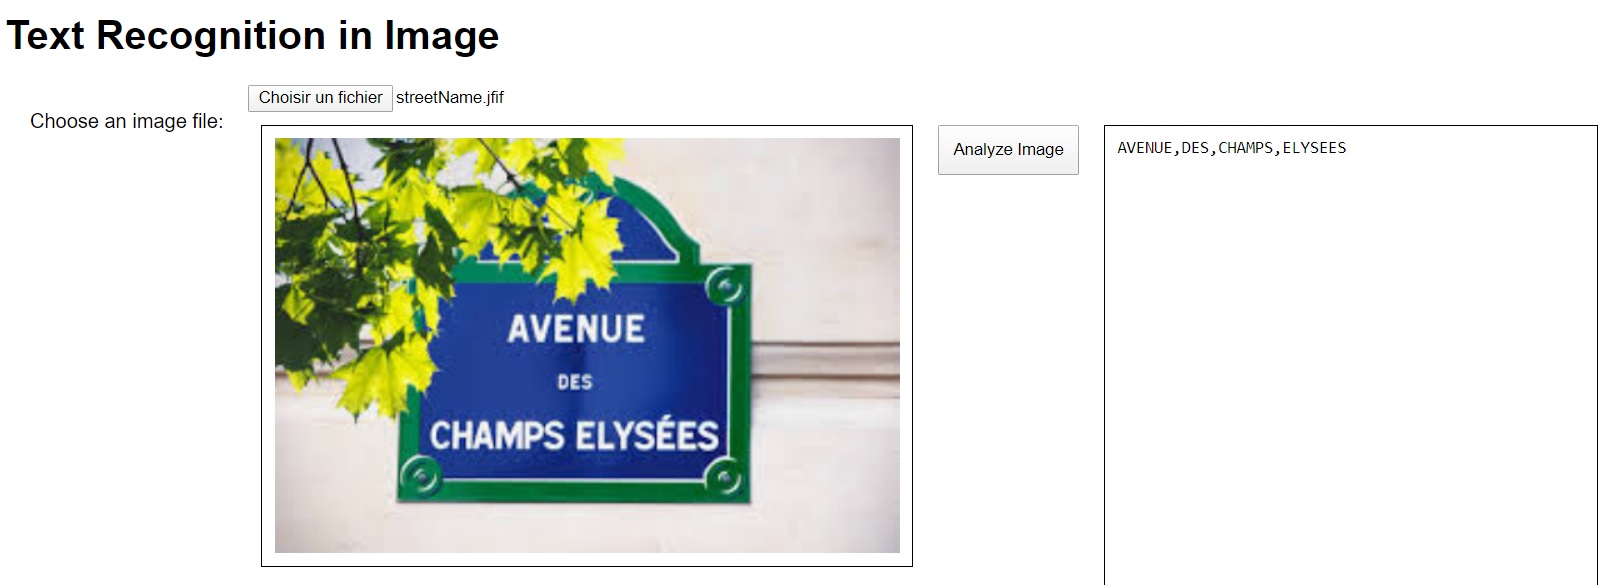 Text Recognition in Image
Choisir un fichier streetName.jfif
Choose an image file:
Analyze Image
AVENUE,DES,CHAMPS,ELYSEES
AVENUE
DES
CHAMPS ELYSÉES